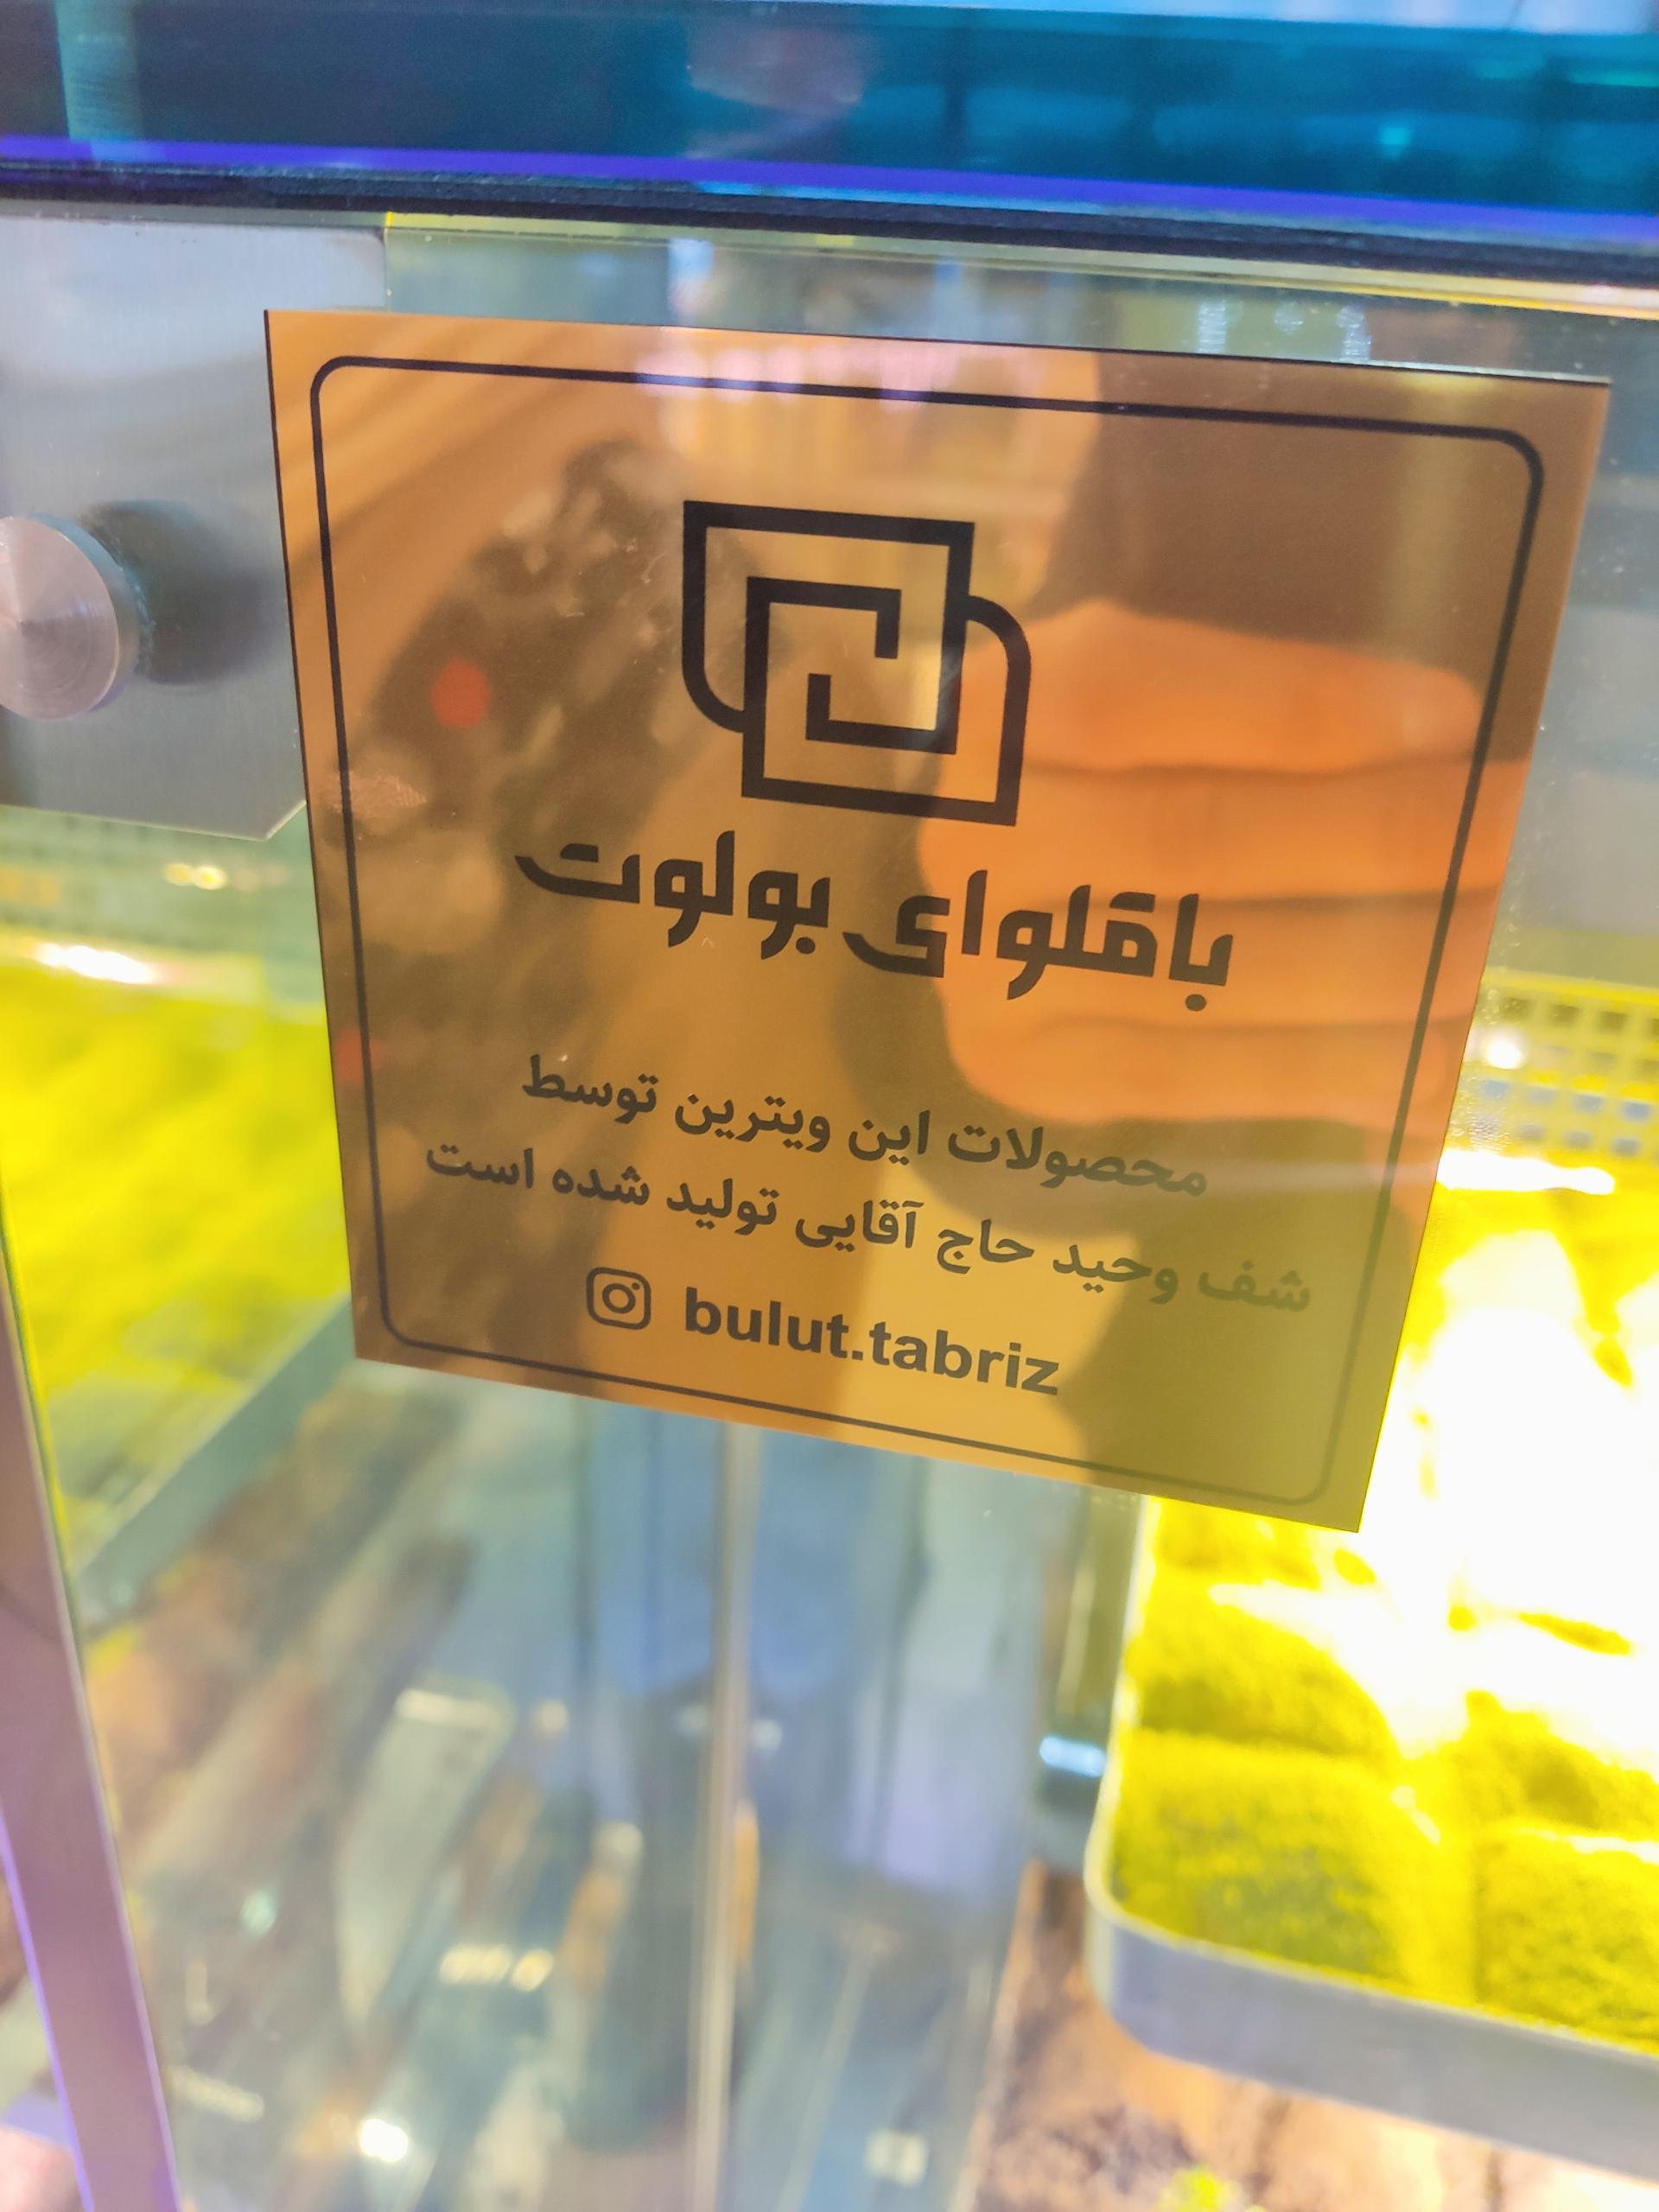 باقلوای بولوت
محصولات این ویترین توسط
شف وحید حاج آقایی تولید شده است
bulut.tabriz